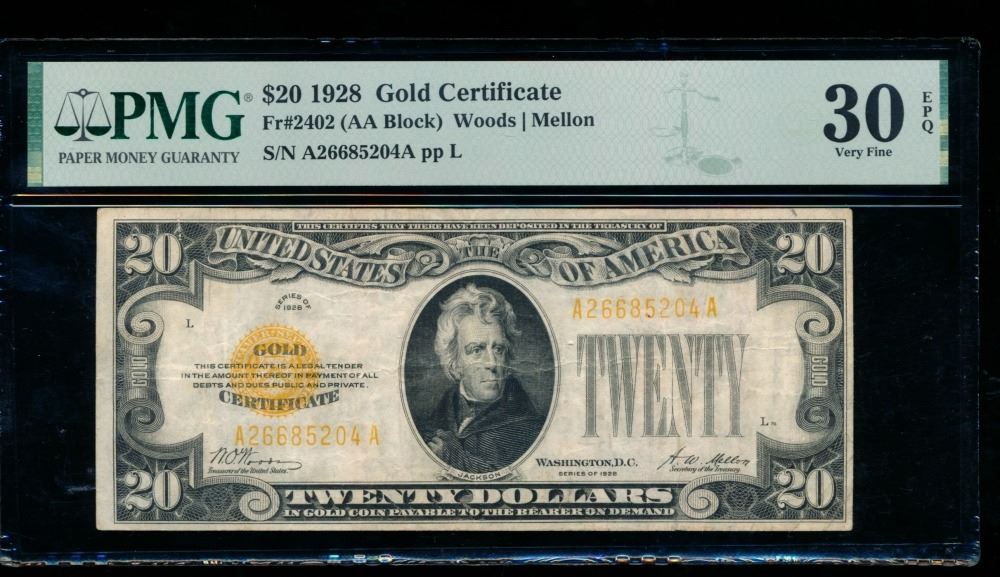 PMG®
PAPER MONEY GUARANTY
$20 1928 Gold Certificate
Fr#2402 (AA Block) Woods | Mellon
S/N A26685204A pp L
30
EPQ
Very Fine
THIS CERTIFIES THAT THERE HAVE BEEN DEPOSITED IN THE TREASURY OF
20
UNITED STATES
THE
OF AMERICA
20
SERIES OF
1928
A26685204A
L
GOLD
THIS CERTIFICATE IS A LEGAL TENDER
IN THE AMOUNT THEREOF IN PAYMENT OF ALL
DEBTS AND DUES PUBLIC AND PRIVATE.
CERTIFICATE
TWENTY
GOLD
GOLD
A26685204A
L
W.O. Woods
Treasurer of the United States.
WASHINGTON, D.C.
SERIES OF 1928
A. W. Mellon
Secretary of the Treasury.
JACKSON
20
TWENTY DOLLARS
20
IN GOLD COIN PAYABLE TO THE BEARER ON DEMAND